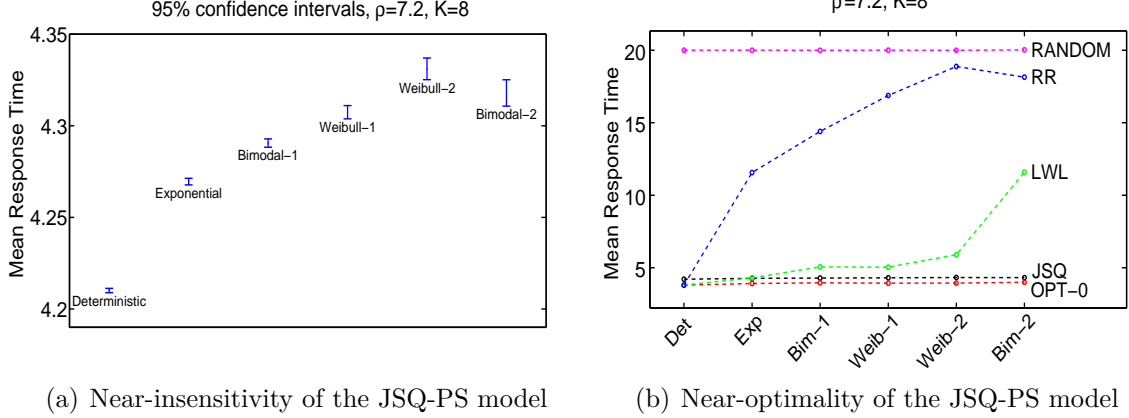 95% confidence intervals, ρ=7.2, K=8
Mean Response Time
4.35
4.3
4.25
4.2
Deterministic
Exponential
Bimodal−1
Weibull−1
Weibull−2
Bimodal−2
(a) Near-insensitivity of the JSQ-PS model
ρ=7.2, K=8
Mean Response Time
20
15
10
5
RANDOM
RR
LWL
JSQ
OPT−0
Det
Exp
Bim−1
Weib−1
Weib−2
Bim−2
(b) Near-optimality of the JSQ-PS model